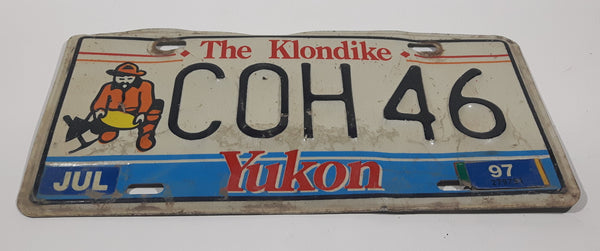 The Klondike
COH 46
JUL Yukon 97